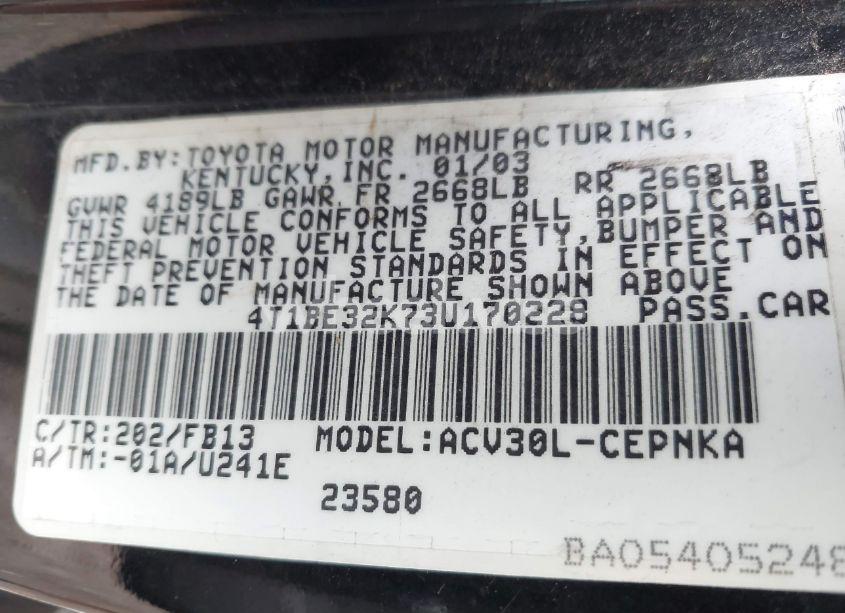 MFD.BY:TOYOTA MOTOR MANUFACTURING,
KENTUCKY,INC. 01/03
GVWR 4189LB GAWR FR 2668LB RR 2668LB
THIS VEHICLE CONFORMS TO ALL APPLICABLE
FEDERAL MOTOR VEHICLE SAFETY,BUMPER AND
THEFT PREVENTION STANDARDS IN EFFECT ON
THE DATE OF MANUFACTURE SHOWN ABOVE
4T1BE32K73U170228 PASS.CAR
C/TR:202/FB13 MODEL:ACV30L-CEPNKA
A/TM:-01A/U241E
23580
BA05405248